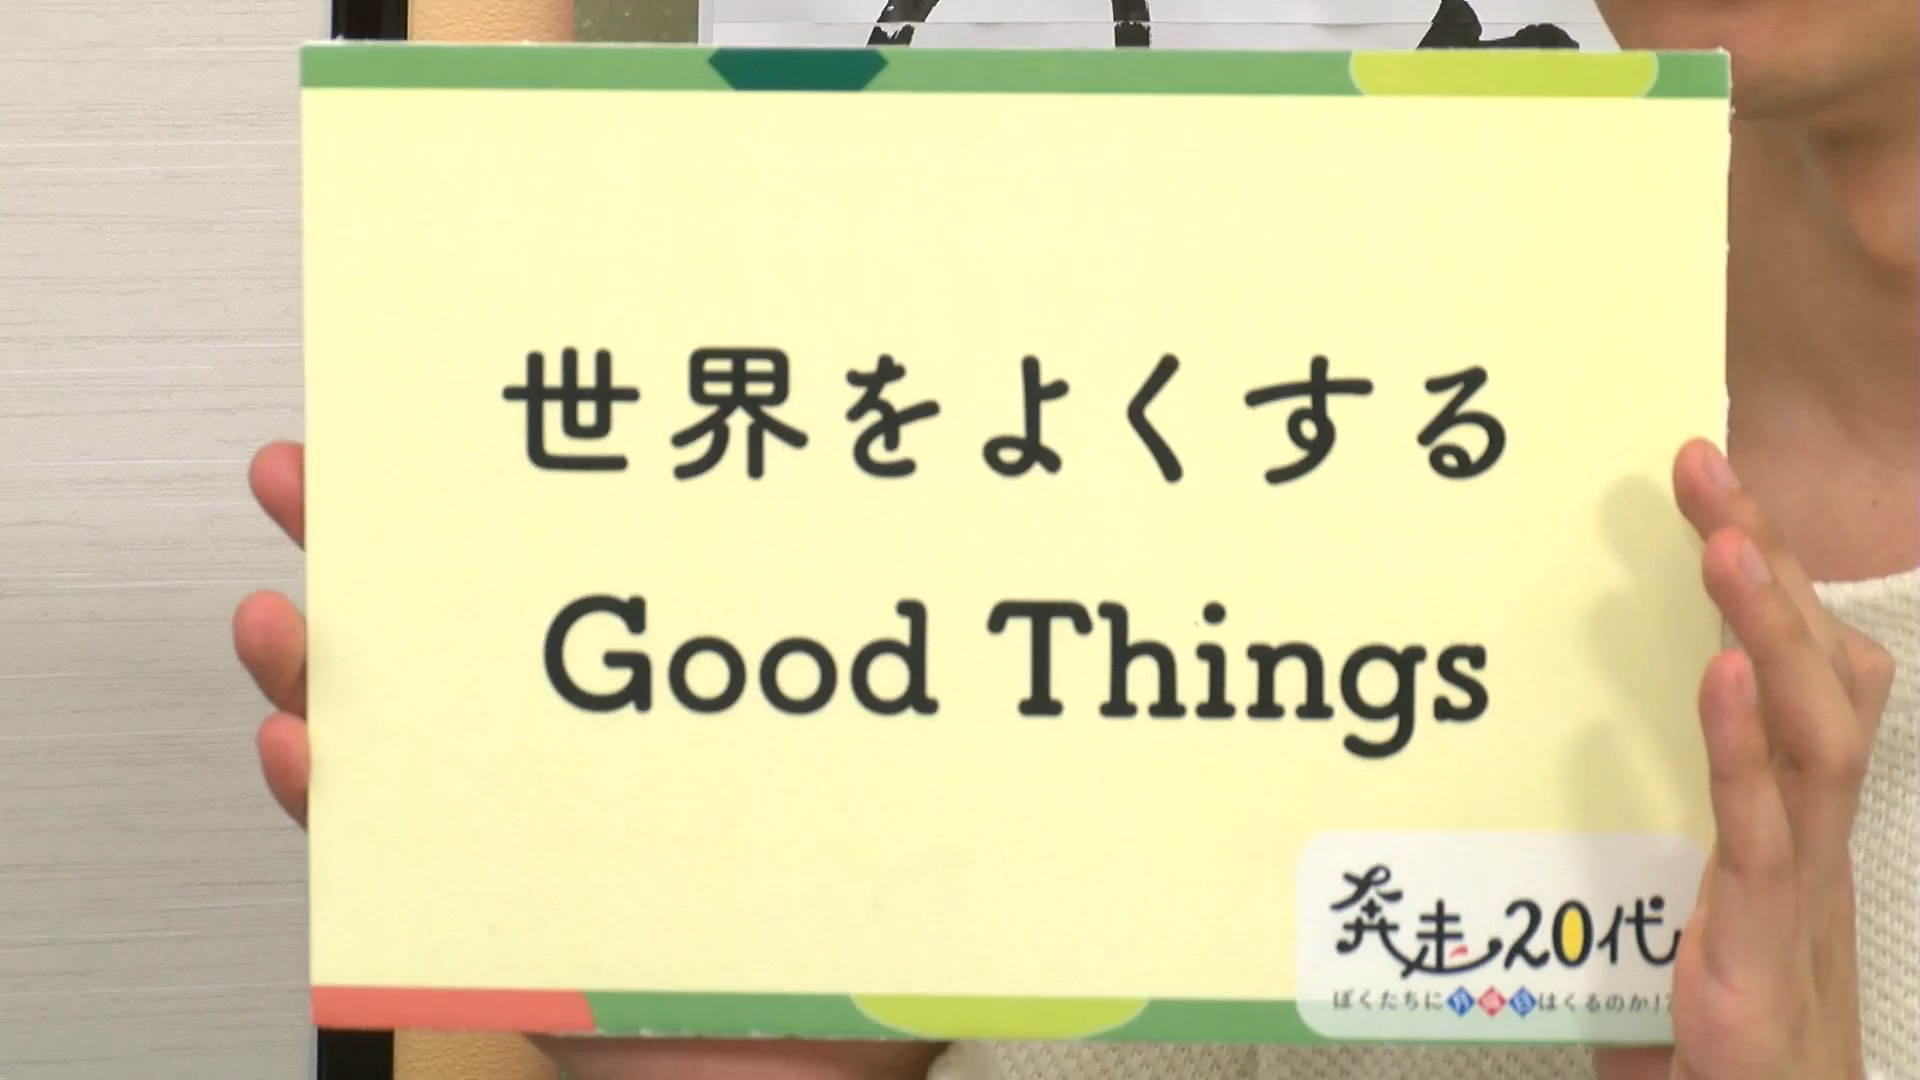 世界をよくする
Good Things
奔走20代
ぼくたちに
はくるのか!?